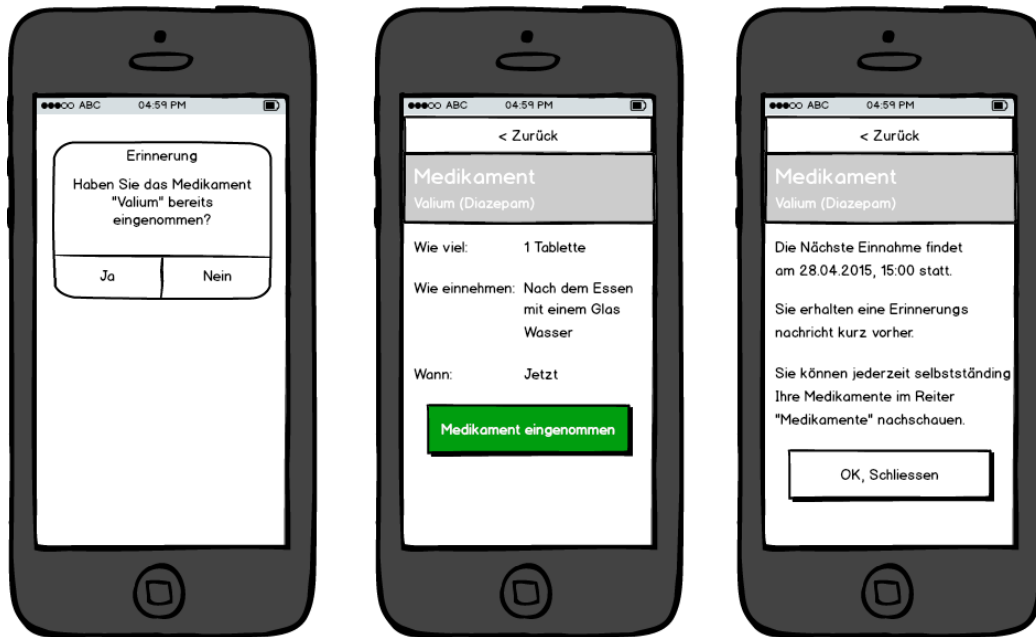 ABC 04:59 PM
Erinnerung
Haben Sie das Medikament
"Valium" bereits
eingenommen?
Ja Nein
ABC 04:59 PM
< Zurück
Medikament
Valium (Diazepam)
Wie viel: 1 Tablette
Wie einnehmen: Nach dem Essen
mit einem Glas
Wasser
Wann: Jetzt
Medikament eingenommen
ABC 04:59 PM
< Zurück
Medikament
Valium (Diazepam)
Die Nächste Einnahme findet
am 28.04.2015, 15:00 statt.
Sie erhalten eine Erinnerungs
nachricht kurz vorher.
Sie können jederzeit selbstständing
Ihre Medikamente im Reiter
"Medikamente" nachschauen.
OK, Schliessen